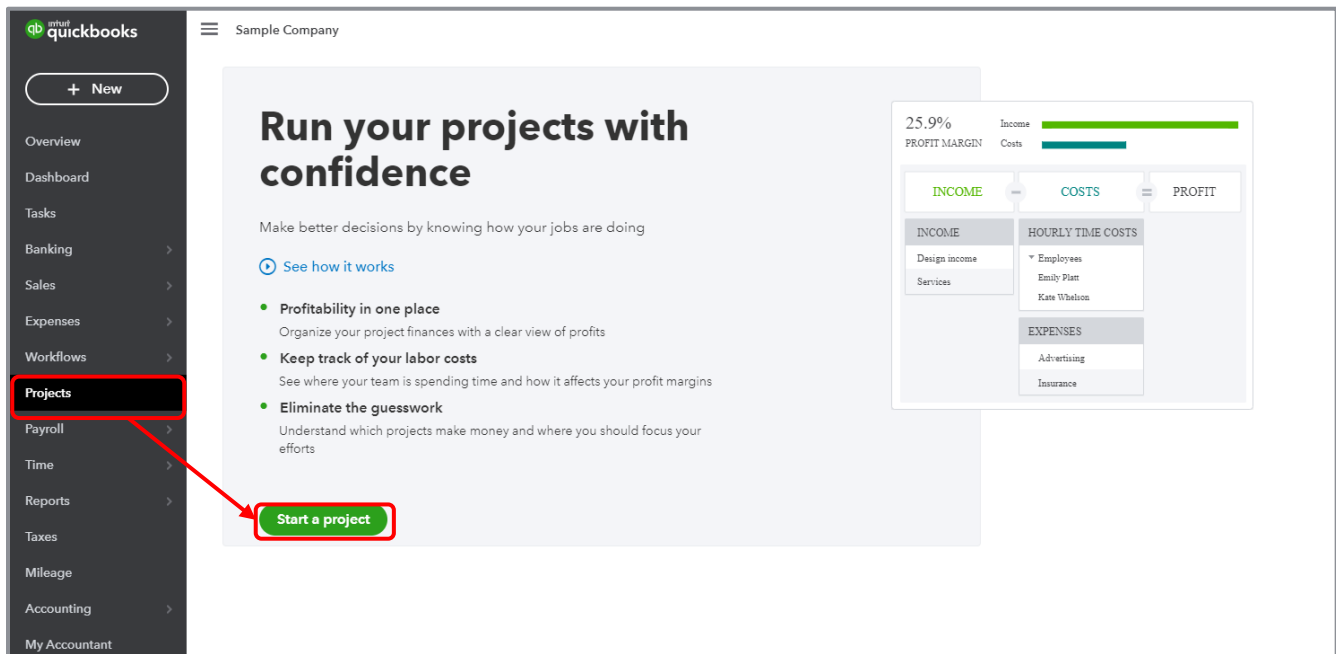 qb intuit quickbooks
Sample Company
+ New
Overview
Dashboard
Tasks
Banking
Sales
Expenses
Workflows
Projects
Payroll
Time
Reports
Taxes
Mileage
Accounting
My Accountant
Run your projects with
confidence
Make better decisions by knowing how your jobs are doing
See how it works
Profitability in one place
Organize your project finances with a clear view of profits
Keep track of your labor costs
See where your team is spending time and how it affects your profit margins
Eliminate the guesswork
Understand which projects make money and where you should focus your
efforts
Start a project
25.9% Income
PROFIT MARGIN Costs
INCOME – COSTS = PROFIT
INCOME HOURLY TIME COSTS
Design income Employees
Services Emily Platt
Kate Whelson
EXPENSES
Advertising
Insurance